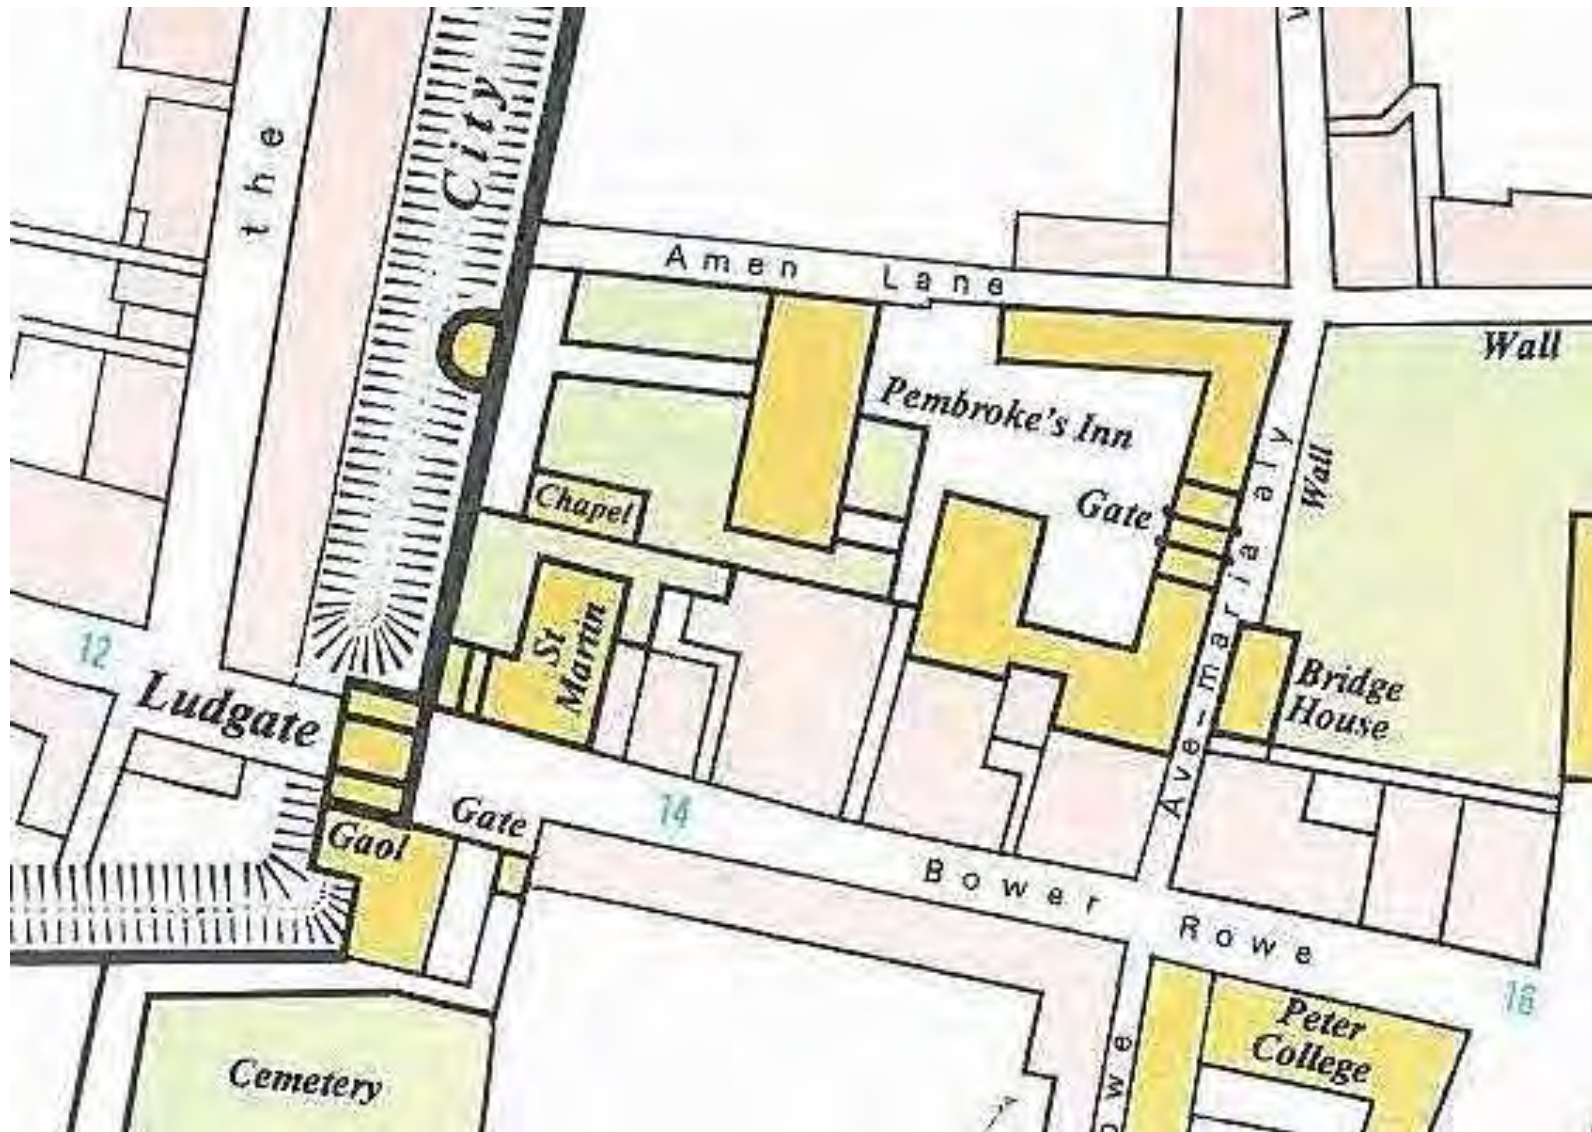 City
the
Amen Lane
Wall
Pembroke's Inn
Wall
Chapel
Gate
Ave-maria aly
St
Martin
12
Ludgate
Bridge
House
14
Gate
Gaol
Bower Rowe
16
Peter
College
Cemetery
owe